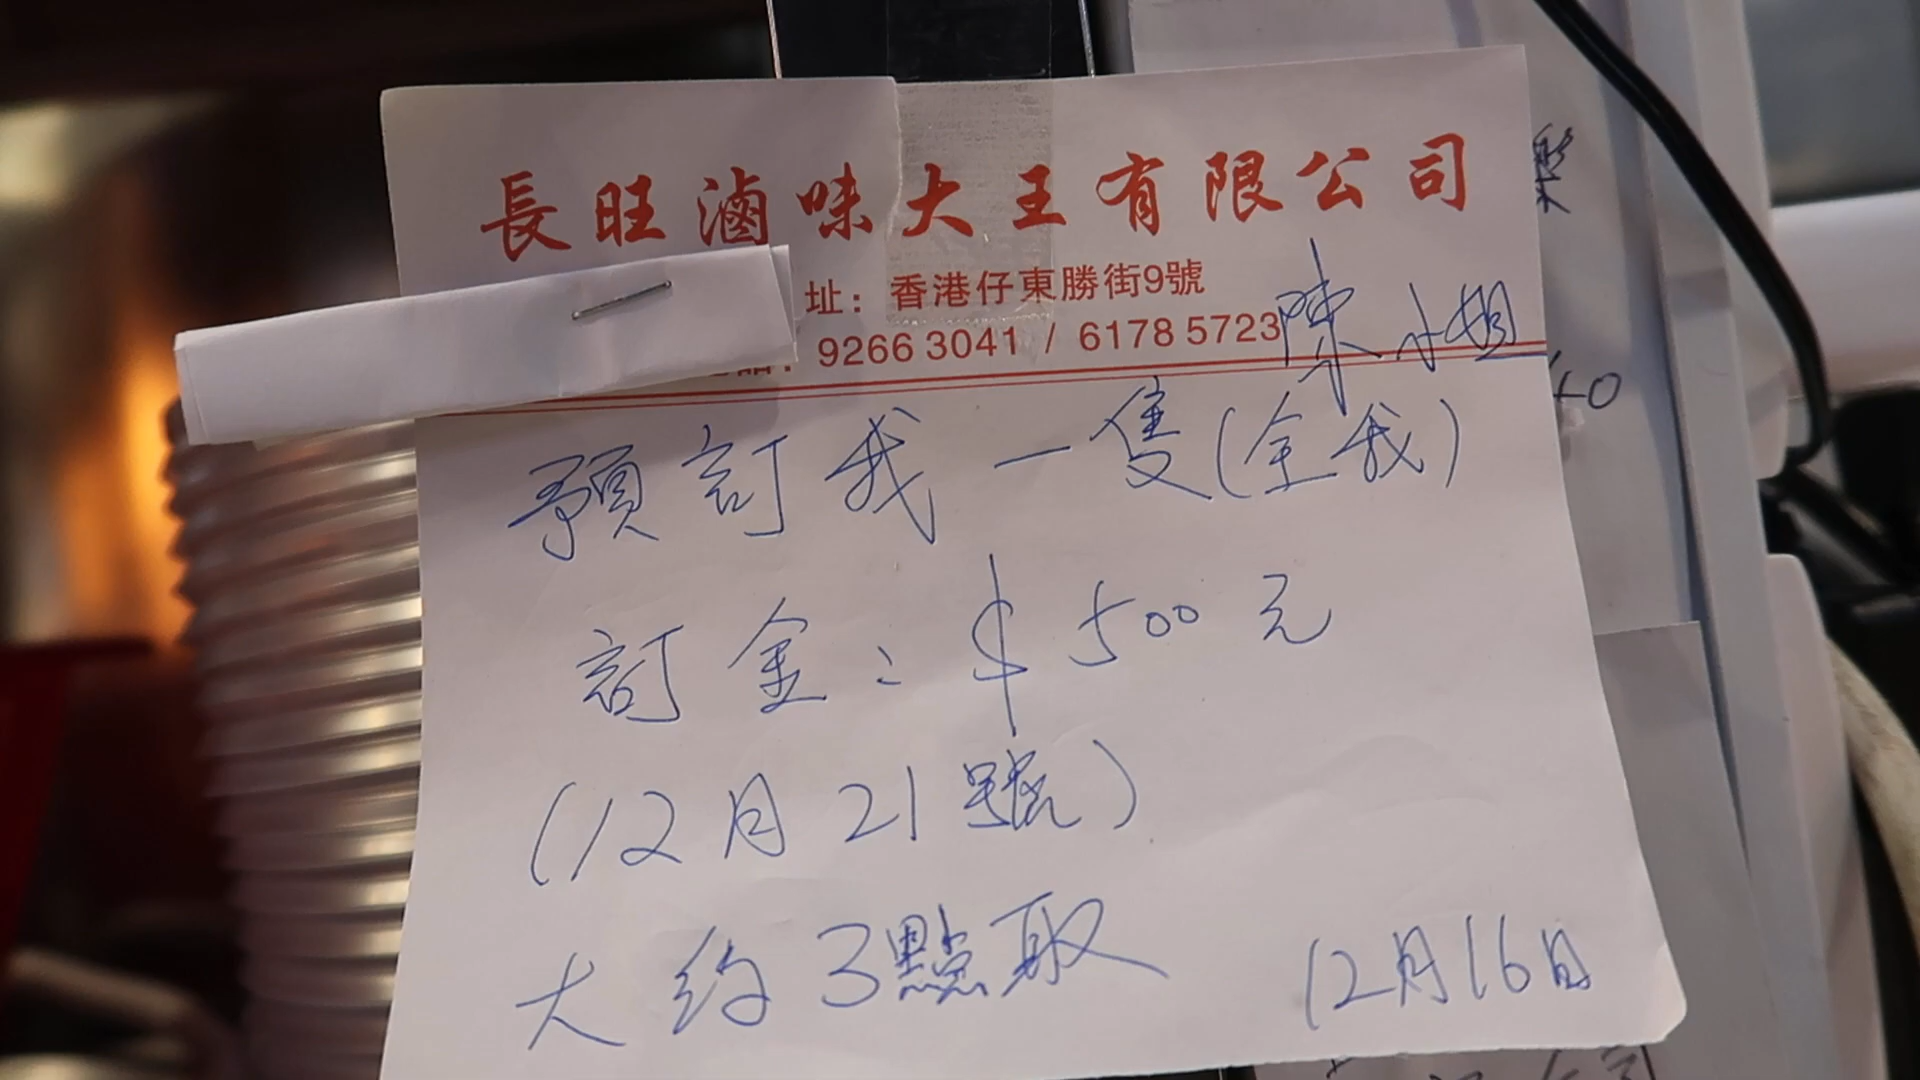 長旺滷味大王有限公司
址：香港仔東勝街9號
9266 3041 / 6178 5723
陳小姐
預訂我一隻(全我)
訂金：$500元
(12月21號)
大約3點取
12月16日